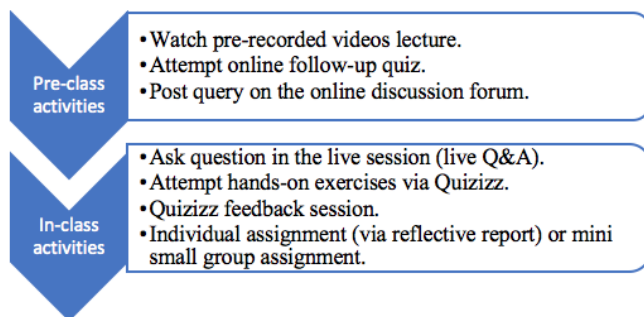 Pre-class
activities
•Watch pre-recorded videos lecture.
•Attempt online follow-up quiz.
•Post query on the online discussion forum.
In-class
activities
•Ask question in the live session (live Q&A).
•Attempt hands-on exercises via Quizizz.
•Quizizz feedback session.
•Individual assignment (via reflective report) or mini
small group assignment.